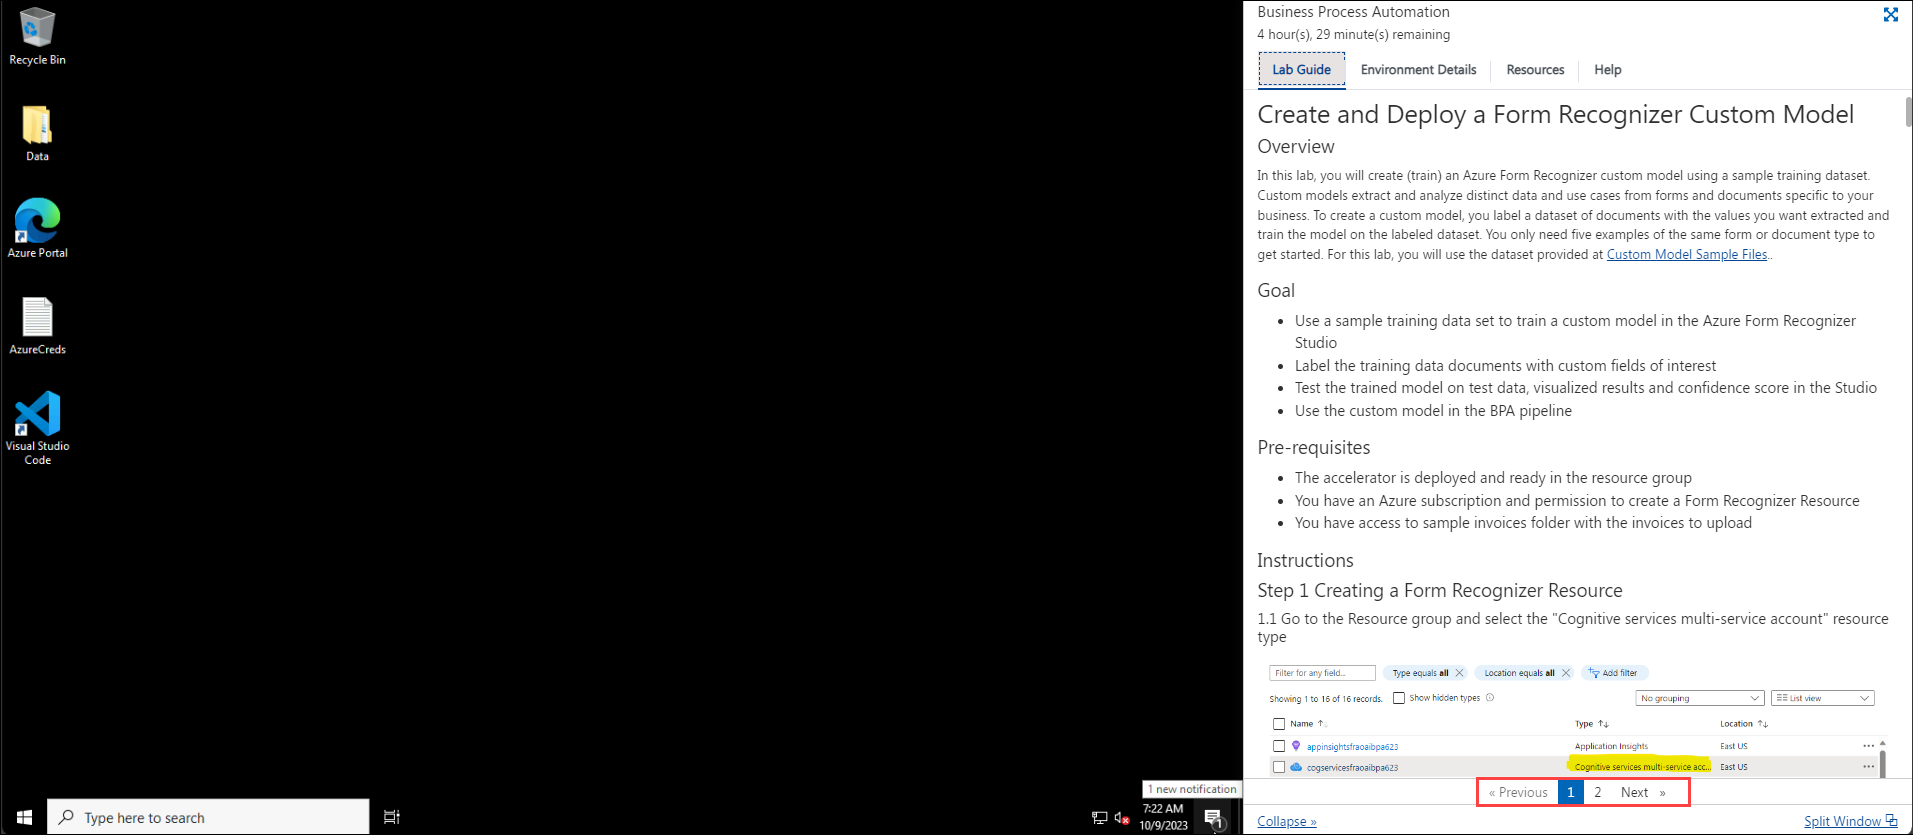 Recycle Bin
Data
Azure Portal
AzureCreds
Visual Studio
Code
Type here to search
1 new notification
7:22 AM
10/9/2023
1
Business Process Automation
4 hour(s), 29 minute(s) remaining
Lab Guide
Environment Details
Resources
Help
Create and Deploy a Form Recognizer Custom Model
Overview
In this lab, you will create (train) an Azure Form Recognizer custom model using a sample training dataset.
Custom models extract and analyze distinct data and use cases from forms and documents specific to your
business. To create a custom model, you label a dataset of documents with the values you want extracted and
train the model on the labeled dataset. You only need five examples of the same form or document type to
get started. For this lab, you will use the dataset provided at Custom Model Sample Files..
Goal
• Use a sample training data set to train a custom model in the Azure Form Recognizer
Studio
• Label the training data documents with custom fields of interest
• Test the trained model on test data, visualized results and confidence score in the Studio
• Use the custom model in the BPA pipeline
Pre-requisites
• The accelerator is deployed and ready in the resource group
• You have an Azure subscription and permission to create a Form Recognizer Resource
• You have access to sample invoices folder with the invoices to upload
Instructions
Step 1 Creating a Form Recognizer Resource
1.1 Go to the Resource group and select the "Cognitive services multi-service account" resource
type
Filter for any field...
Type equals all
Location equals all
Add filter
Showing 1 to 16 of 16 records.
Show hidden types
No grouping
List view
Name ↑↓
Type ↑↓
Location ↑↓
appinsightsfraoaibpa623
Application Insights
East US
...
cogservicesfraoaibpa623
Cognitive services multi-service acc...
East US
...
« Previous
1
2
Next »
Collapse »
Split Window